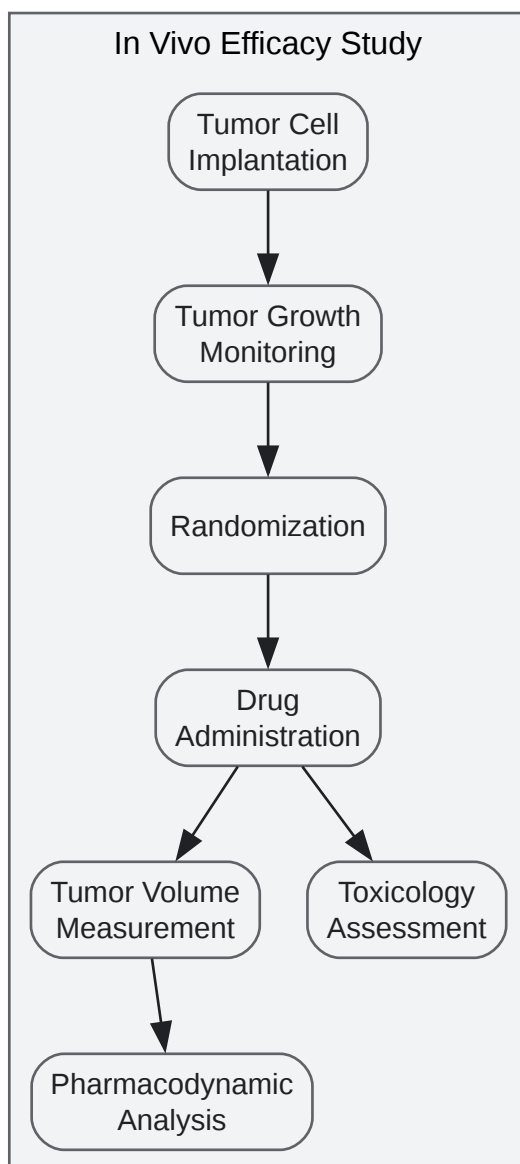 In Vivo Efficacy Study
Tumor Cell
Implantation
Tumor Growth
Monitoring
Randomization
Drug
Administration
Tumor Volume
Measurement
Toxicology
Assessment
Pharmacodynamic
Analysis